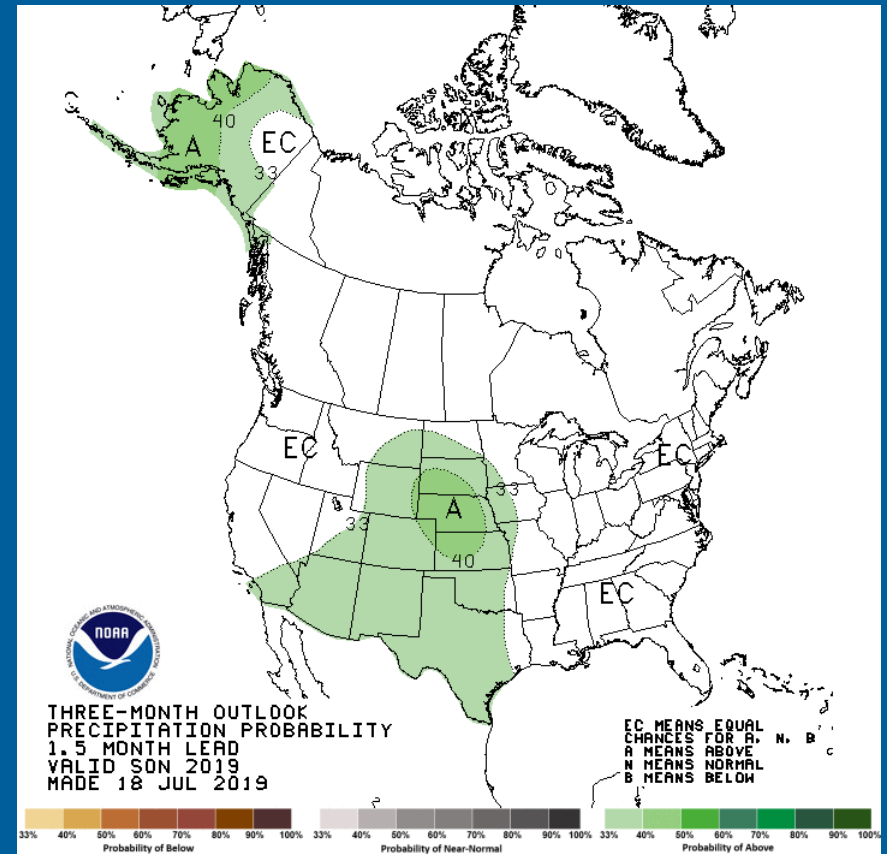 40
A
EC
33
EC
EC
33
A
33
40
EC
NATIONAL OCEANIC AND ATMOSPHERIC ADMINISTRATION
NOAA
U.S. DEPARTMENT OF COMMERCE
THREE-MONTH OUTLOOK
PRECIPITATION PROBABILITY
1.5 MONTH LEAD
VALID SON 2019
MADE 18 JUL 2019
EC MEANS EQUAL
CHANCES FOR A, N, B
A MEANS ABOVE
N MEANS NORMAL
B MEANS BELOW
33% 40% 50% 60% 70% 80% 90% 100%
Probability of Below
33% 40% 50% 60% 70% 80% 90% 100%
Probability of Near-Normal
33% 40% 50% 60% 70% 80% 90% 100%
Probability of Above